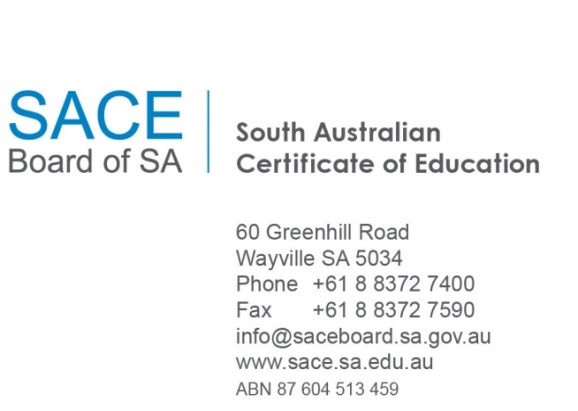 SACE
Board of SA
South Australian
Certificate of Education
60 Greenhill Road
Wayville SA 5034
Phone +61 8 8372 7400
Fax +61 8 8372 7590
info@saceboard.sa.gov.au
www.sace.sa.edu.au
ABN 87 604 513 459